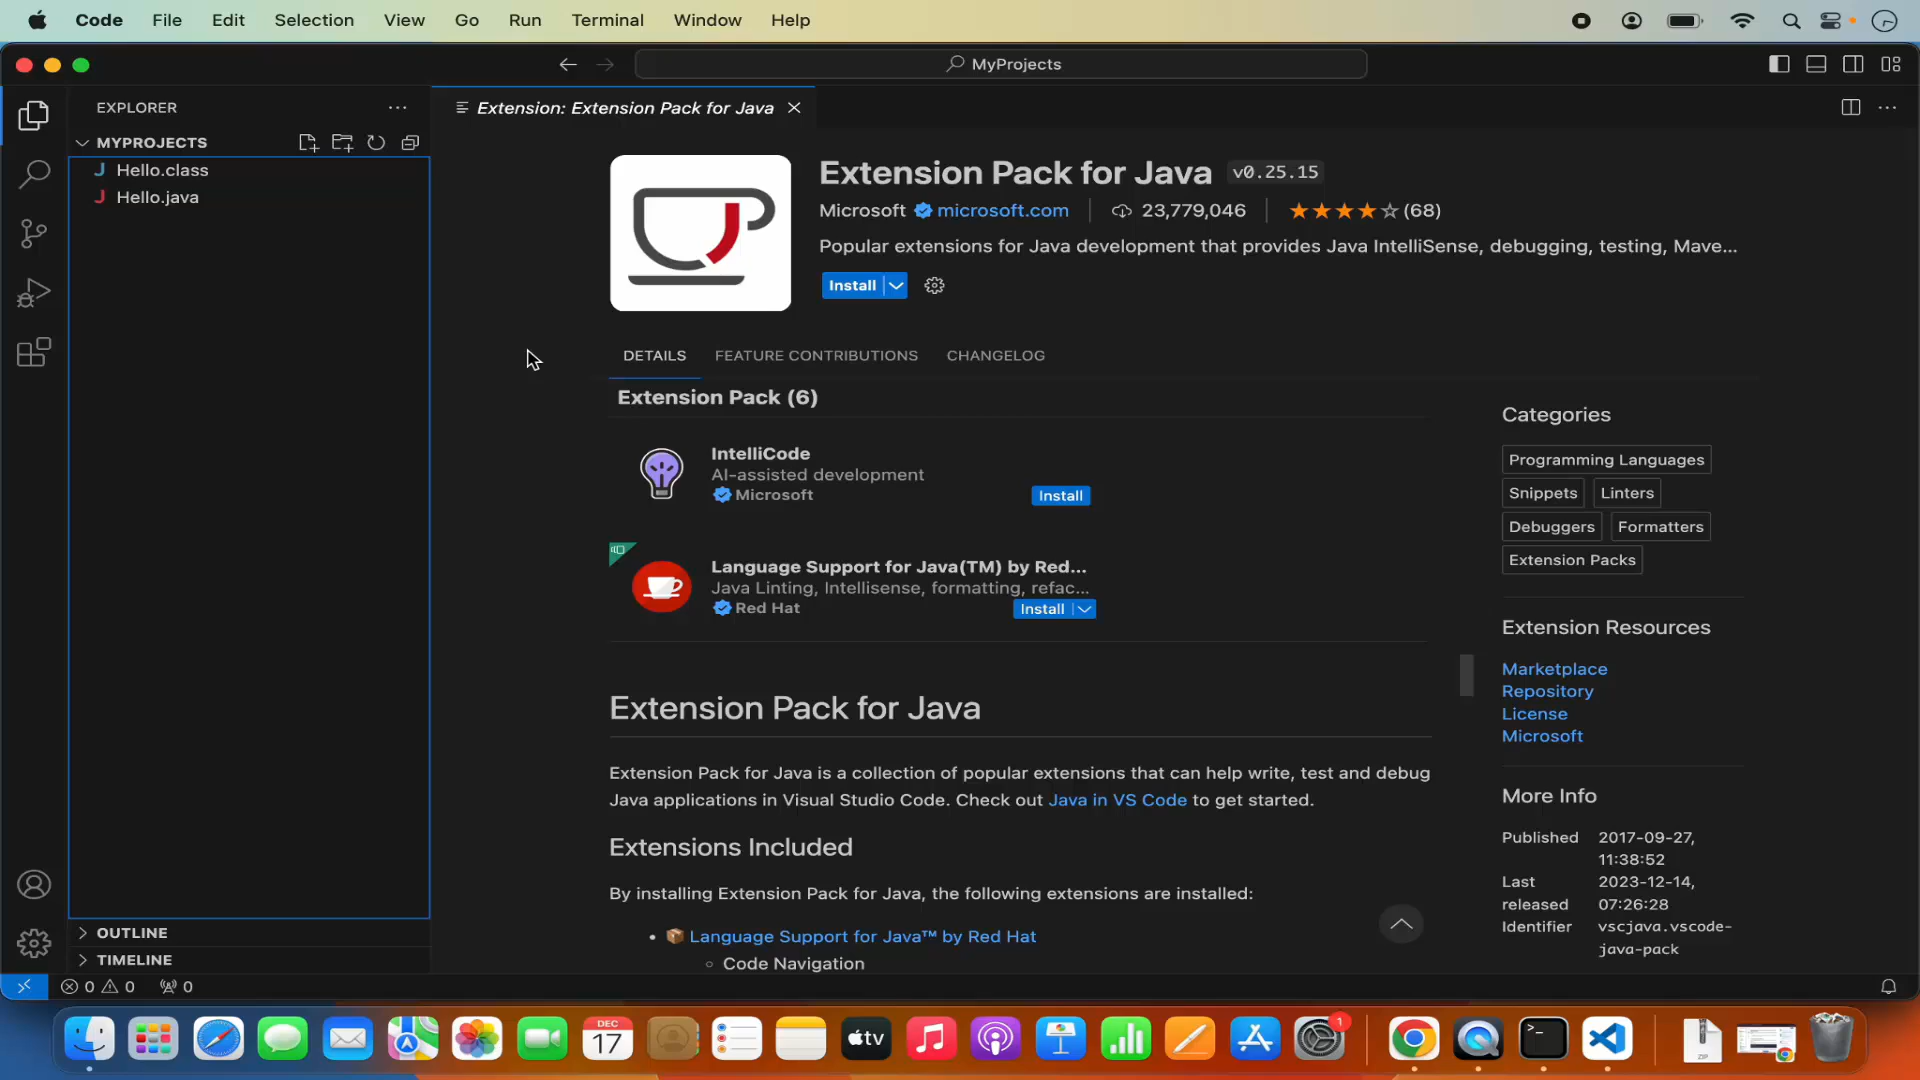 Code File Edit Selection View Go Run Terminal Window Help
MyProjects
EXPLORER
Extension: Extension Pack for Java
MYPROJECTS
J Hello.class
J Hello.java
Extension Pack for Java v0.25.15
Microsoft microsoft.com 23,779,046 (68)
Popular extensions for Java development that provides Java IntelliSense, debugging, testing, Mave...
Install
DETAILS FEATURE CONTRIBUTIONS CHANGELOG
Extension Pack (6)
IntelliCode
AI-assisted development
Microsoft
Install
Language Support for Java(TM) by Red...
Java Linting, Intellisense, formatting, refac...
Red Hat
Install
Extension Pack for Java
Extension Pack for Java is a collection of popular extensions that can help write, test and debug
Java applications in Visual Studio Code. Check out Java in VS Code to get started.
Extensions Included
By installing Extension Pack for Java, the following extensions are installed:
• 📦 Language Support for Java™ by Red Hat
◦ Code Navigation
Categories
Programming Languages
Snippets Linters
Debuggers Formatters
Extension Packs
Extension Resources
Marketplace
Repository
License
Microsoft
More Info
Published 2017-09-27,
11:38:52
Last 2023-12-14,
released 07:26:28
Identifier vscjava.vscode-
java-pack
OUTLINE
TIMELINE
0 0 0
DEC
17
tv
1
>_
ZIP